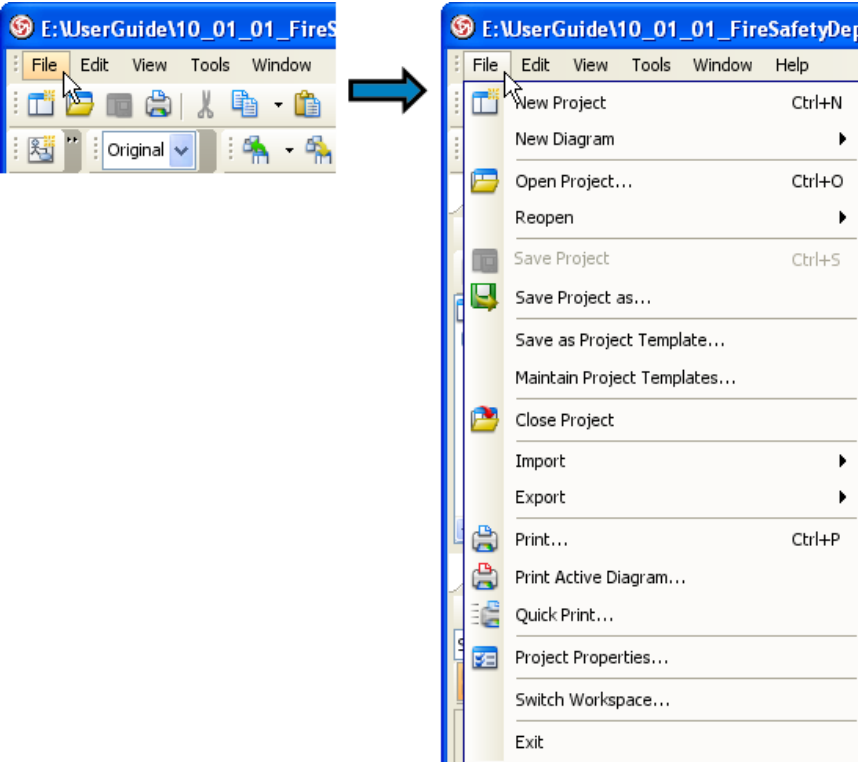 E:\UserGuide\10_01_01_FireS
File Edit View Tools Window
Original
E:\UserGuide\10_01_01_FireSafetyDep
File Edit View Tools Window Help
New Project Ctrl+N
New Diagram
Open Project... Ctrl+O
Reopen
Save Project Ctrl+S
Save Project as...
Save as Project Template...
Maintain Project Templates...
Close Project
Import
Export
Print... Ctrl+P
Print Active Diagram...
Quick Print...
Project Properties...
Switch Workspace...
Exit